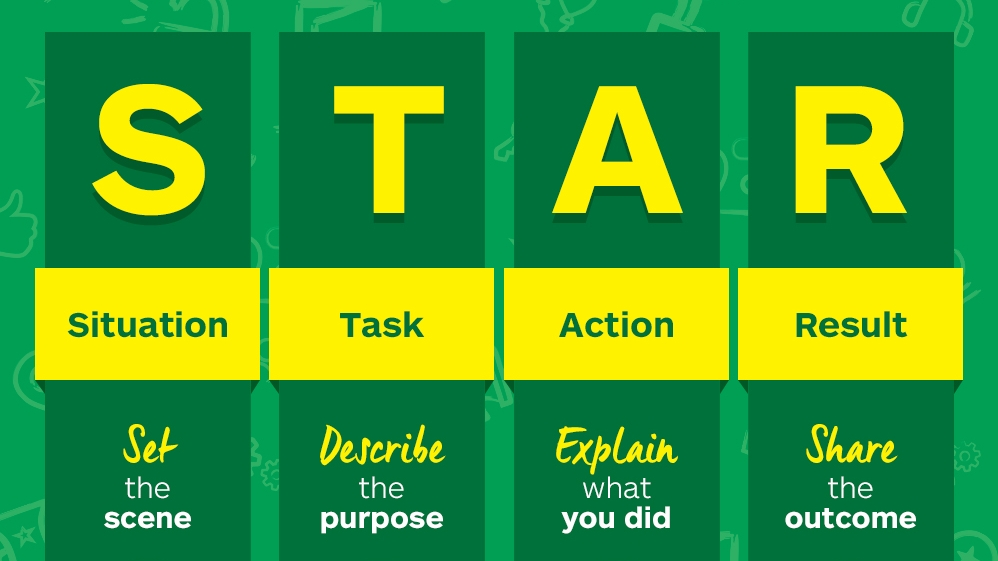 S T A R
Situation Task Action Result
Set Describe Explain Share
the the what the
scene purpose you did outcome